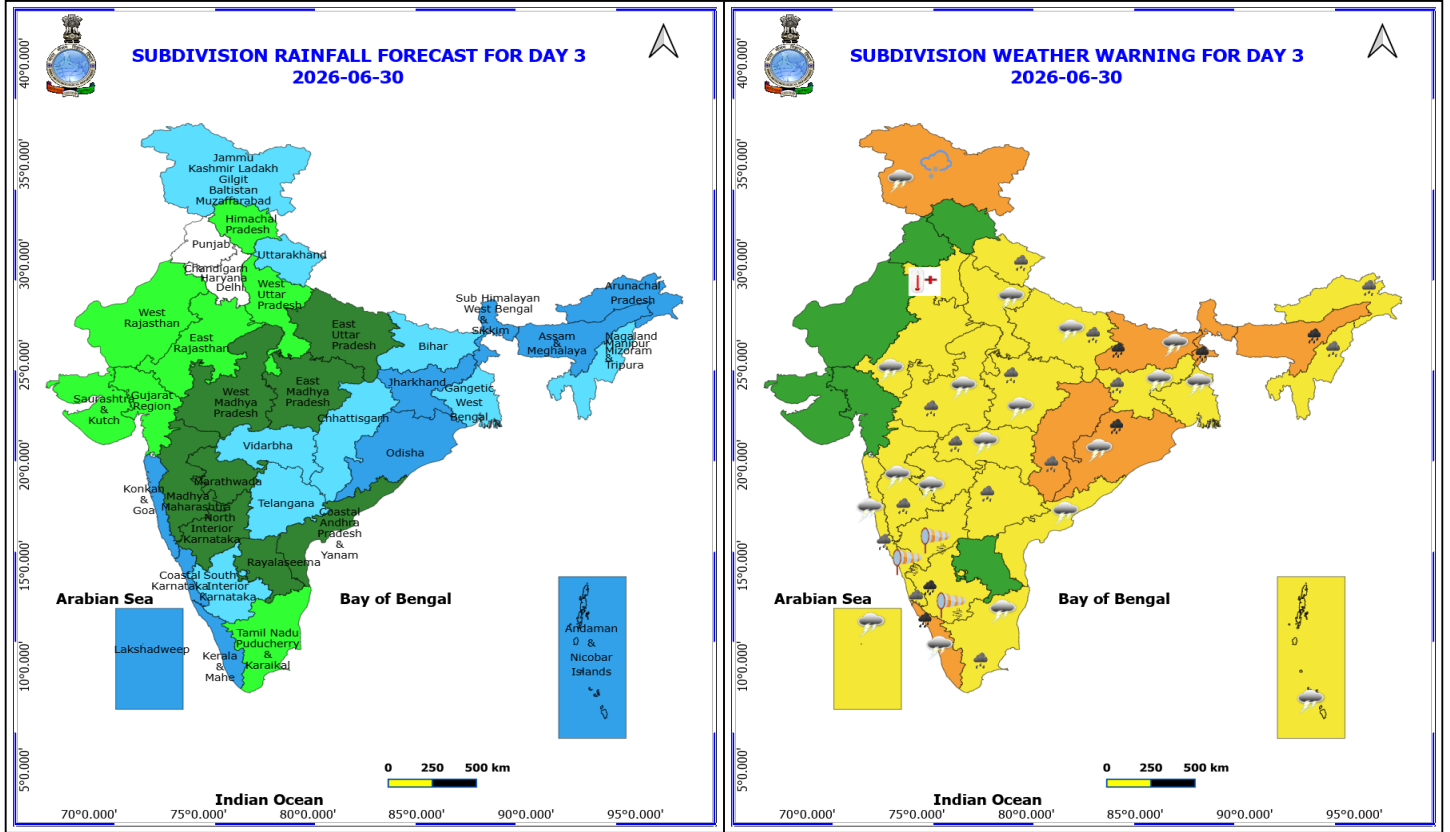 SUBDIVISION RAINFALL FORECAST FOR DAY 3
2026-06-30
40°0.000'
35°0.000'
30°0.000'
25°0.000'
20°0.000'
15°0.000'
10°0.000'
5°0.000'
Jammu
Kashmir Ladakh
Gilgit
Baltistan
Muzaffarabad
Himachal
Pradesh
Punjab
Uttarakhand
Chandigarh
Haryana
Delhi
West
Uttar
Pradesh
West
Rajasthan
East
Rajasthan
East
Uttar
Pradesh
Bihar
Sub Himalayan
West Bengal
&
Sikkim
Arunachal
Pradesh
Assam
&
Meghalaya
Nagaland
Manipur
Mizoram
&
Tripura
Saurashtra
&
Kutch
Gujarat
Region
West
Madhya
Pradesh
East
Madhya
Pradesh
Jharkhand
Gangetic
West
Bengal
Chhattisgarh
Vidarbha
Odisha
Konkan
&
Goa
Madhya
Maharashtra
Marathwada
Telangana
North
Interior
Karnataka
Coastal
Andhra
Pradesh
&
Yanam
Rayalaseema
Coastal
Karnataka
South
Interior
Karnataka
Tamil Nadu
Puducherry
&
Karaikal
Kerala
&
Mahe
Lakshadweep
Andaman
&
Nicobar
Islands
Arabian Sea
Bay of Bengal
Indian Ocean
0 250 500 km
70°0.000' 75°0.000' 80°0.000' 85°0.000' 90°0.000' 95°0.000'
SUBDIVISION WEATHER WARNING FOR DAY 3
2026-06-30
40°0.000'
35°0.000'
30°0.000'
25°0.000'
20°0.000'
15°0.000'
10°0.000'
5°0.000'
Arabian Sea
Bay of Bengal
Indian Ocean
0 250 500 km
70°0.000' 75°0.000' 80°0.000' 85°0.000' 90°0.000' 95°0.000'